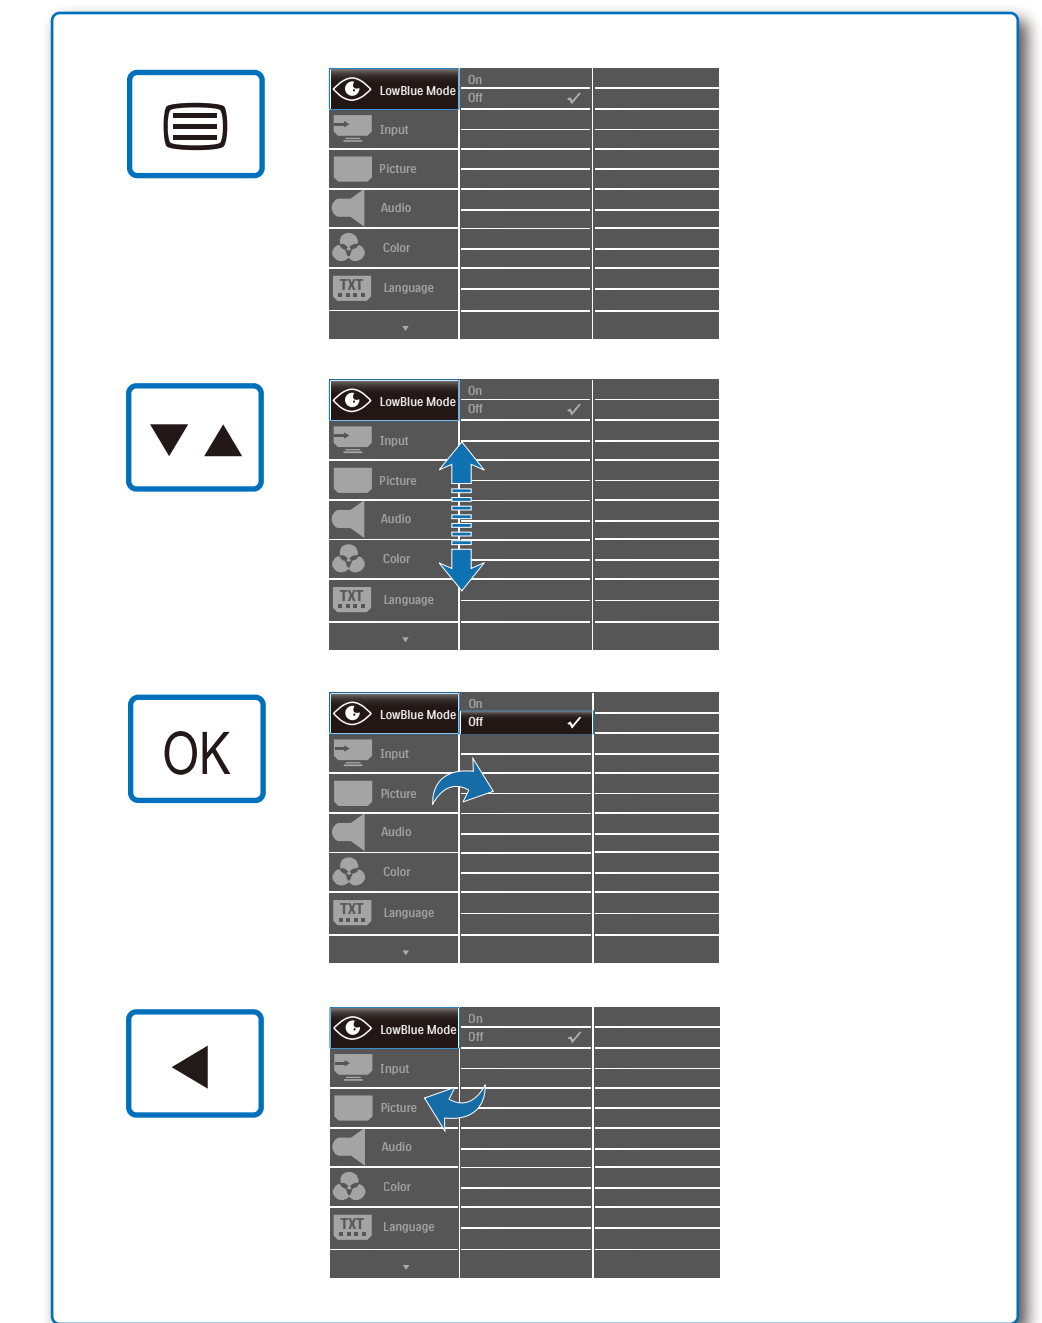 LowBlue Mode
On
Off
Input
Picture
Audio
Color
TXT
Language
LowBlue Mode
On
Off
Input
Picture
Audio
Color
TXT
Language
OK
LowBlue Mode
On
Off
Input
Picture
Audio
Color
TXT
Language
LowBlue Mode
On
Off
Input
Picture
Audio
Color
TXT
Language